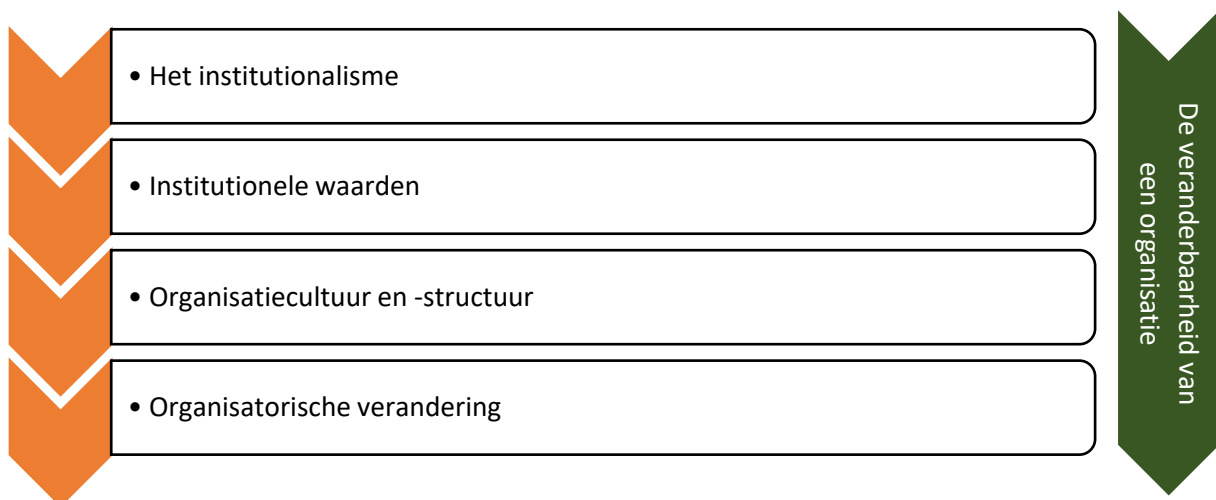 • Het institutionalisme
• Institutionele waarden
• Organisatiecultuur en -structuur
• Organisatorische verandering
De veranderbaarheid van
een organisatie